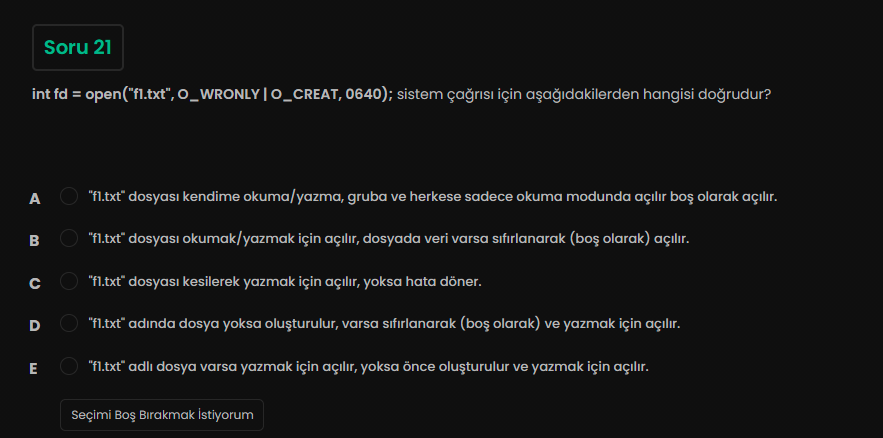 Soru 21
int fd = open("f1.txt", O_WRONLY | O_CREAT, 0640); sistem çağrısı için aşağıdakilerden hangisi doğrudur?
A "f1.txt" dosyası kendime okuma/yazma, gruba ve herkese sadece okuma modunda açılır boş olarak açılır.
B "f1.txt" dosyası okumak/yazmak için açılır, dosyada veri varsa sıfırlanarak (boş olarak) açılır.
C "f1.txt" dosyası kesilerek yazmak için açılır, yoksa hata döner.
D "f1.txt" adında dosya yoksa oluşturulur, varsa sıfırlanarak (boş olarak) ve yazmak için açılır.
E "f1.txt" adlı dosya varsa yazmak için açılır, yoksa önce oluşturulur ve yazmak için açılır.
Seçimi Boş Bırakmak İstiyorum